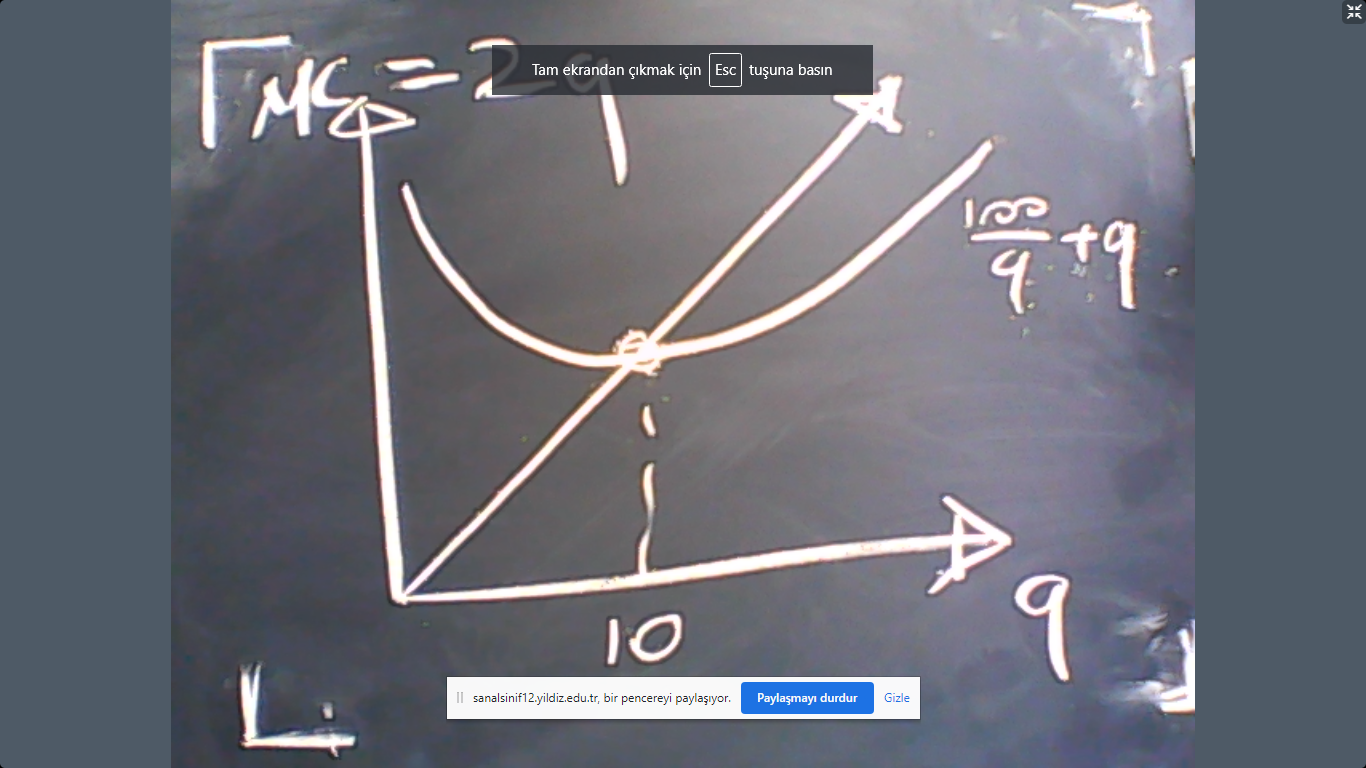 MC = 2q
Tam ekrandan çıkmak için Esc tuşuna basın
100
q
+q
10
q
sanalsinif12.yildiz.edu.tr, bir pencereyi paylaşıyor. Paylaşmayı durdur Gizle